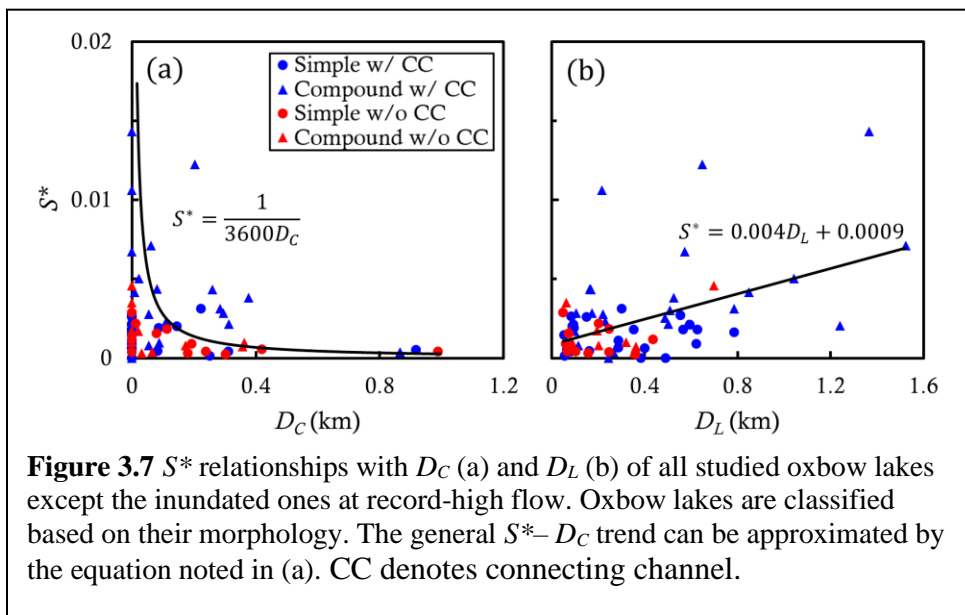 0.02
(a)
Simple w/ CC
Compound w/ CC
Simple w/o CC
Compound w/o CC
(b)
0.01
S*
S* = 1 / 3600D_C
S* = 0.004D_L + 0.0009
0
0 0.4 0.8 1.2
0 0.4 0.8 1.2 1.6
D_C (km)
D_L (km)
Figure 3.7 S* relationships with D_C (a) and D_L (b) of all studied oxbow lakes
except the inundated ones at record-high flow. Oxbow lakes are classified
based on their morphology. The general S*– D_C trend can be approximated by
the equation noted in (a). CC denotes connecting channel.